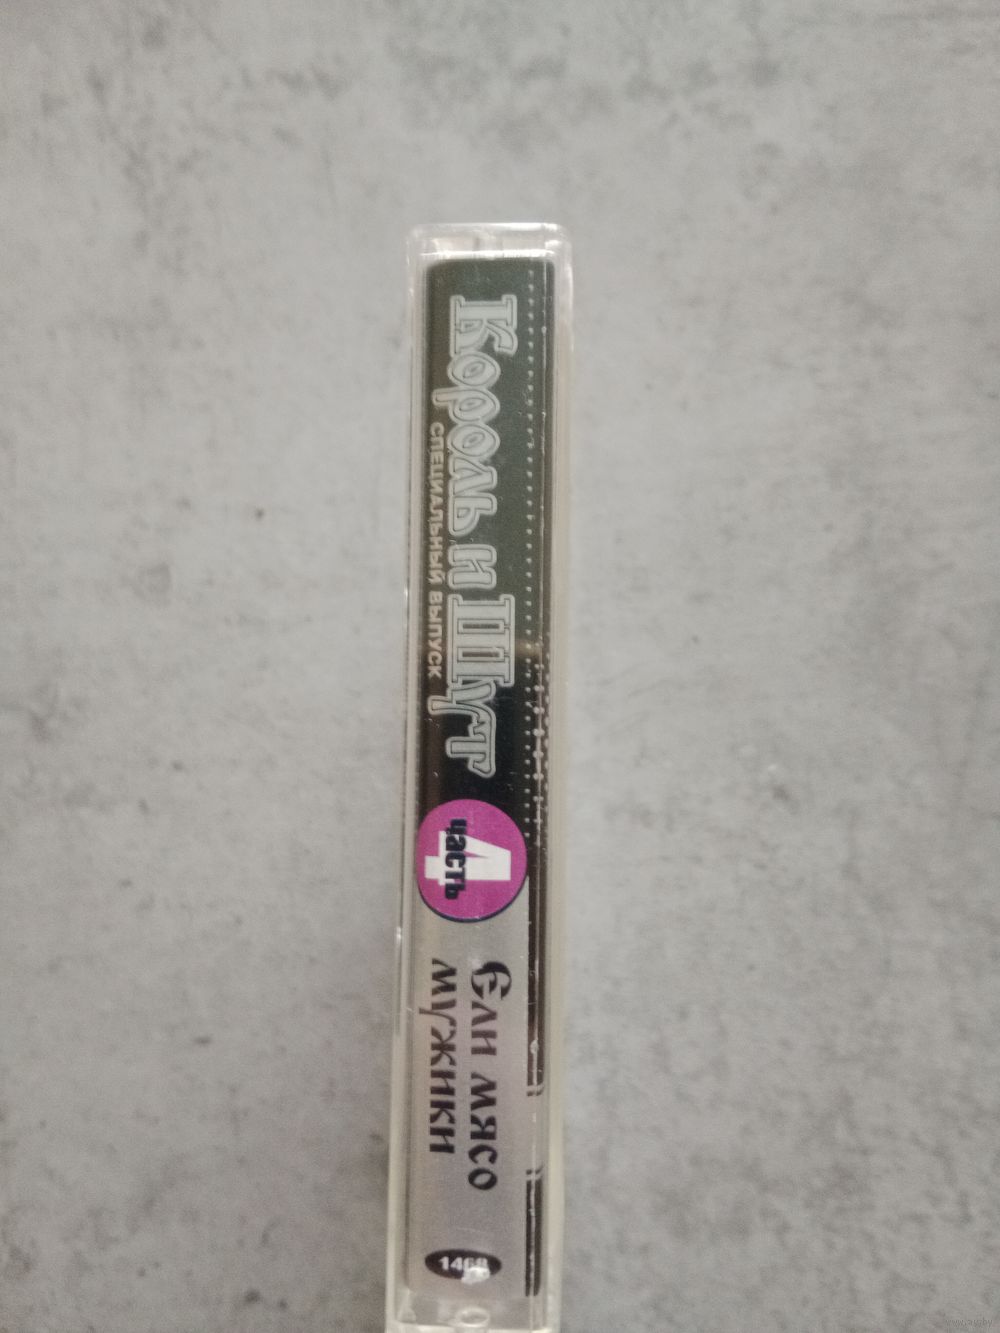 Король и Шут
СПЕЦИАЛЬНЫЙ ВЫПУСК
4
часть
Ели мясо
мужики